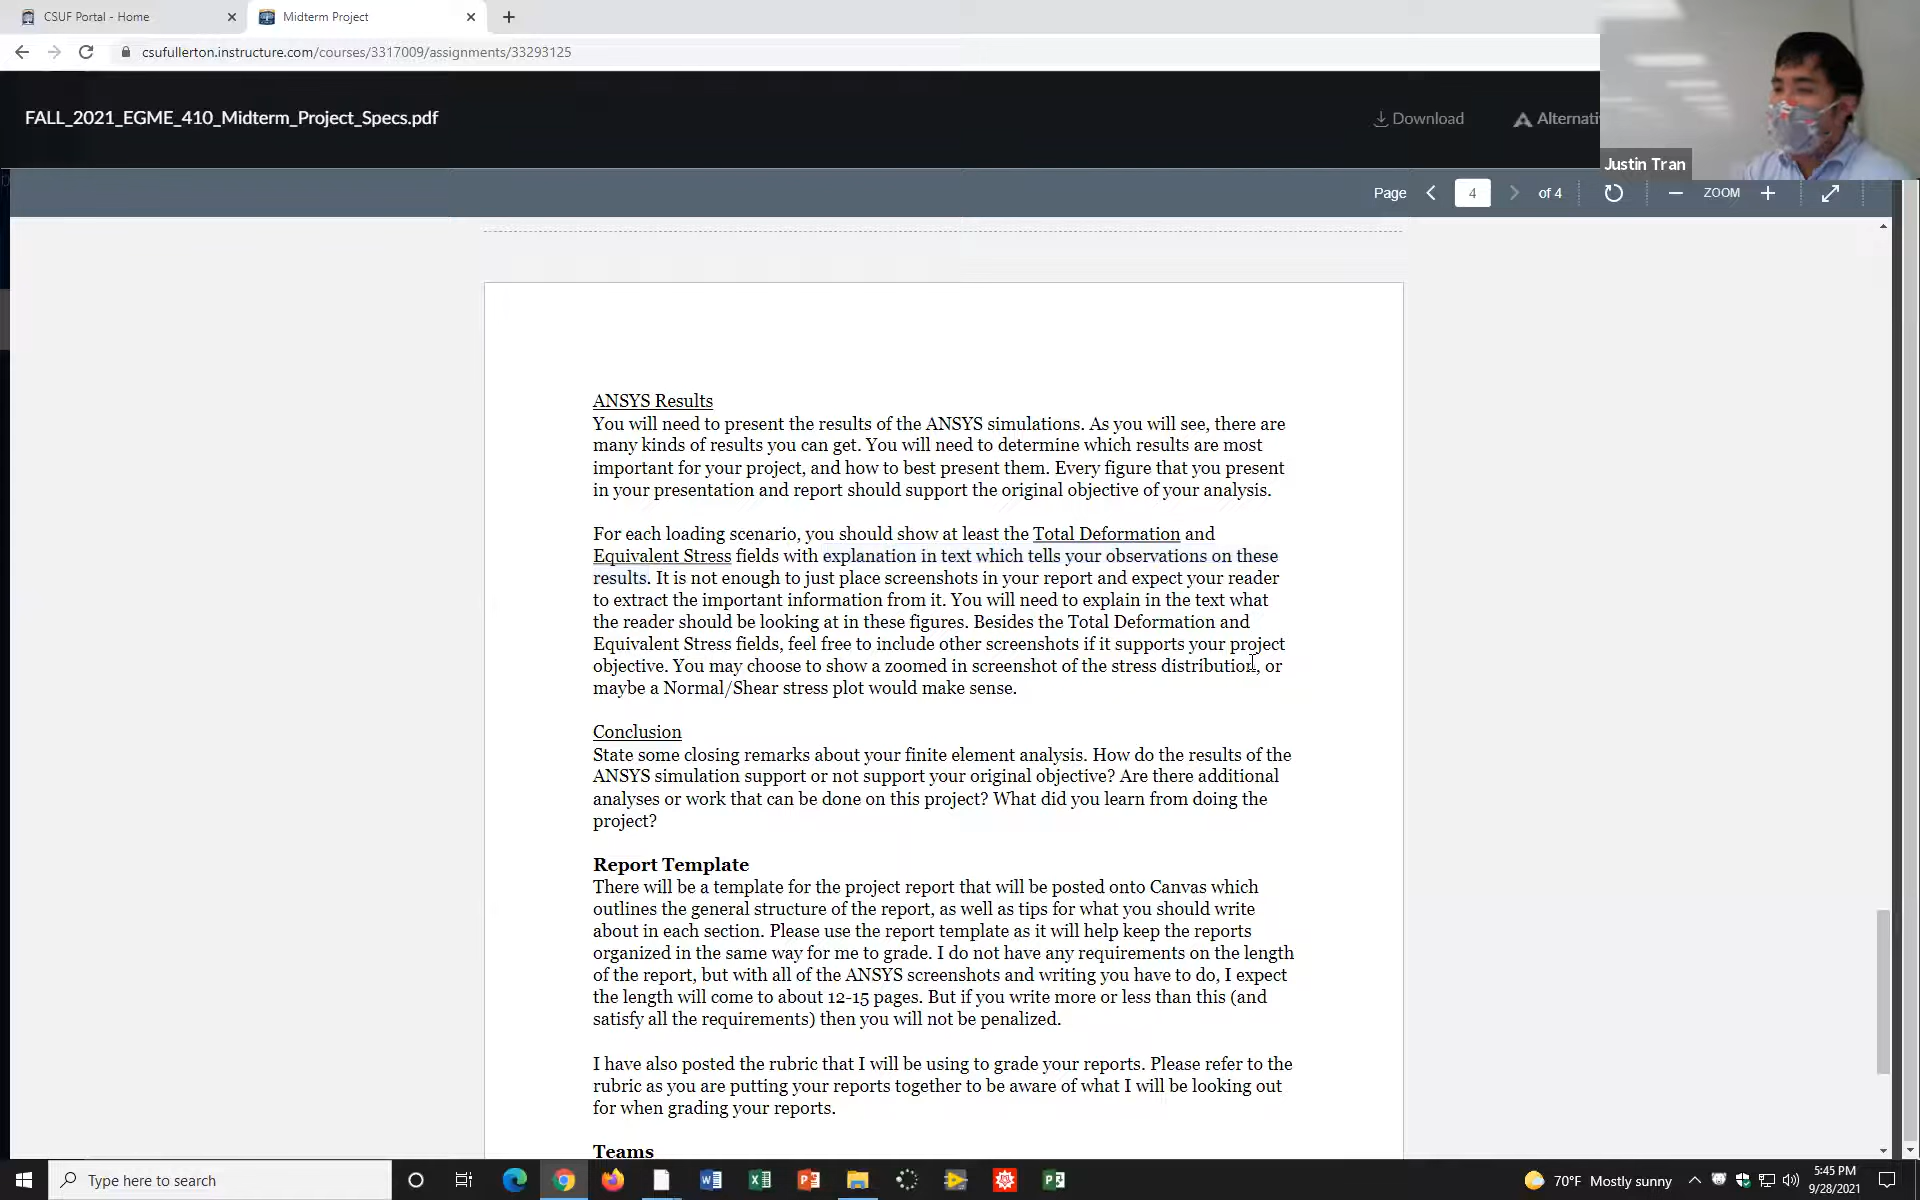 CSUF Portal - Home
Midterm Project
csufullerton.instructure.com/courses/3317009/assignments/33293125
FALL_2021_EGME_410_Midterm_Project_Specs.pdf
Download
Alternati
Justin Tran
Page
4
of 4
ZOOM
ANSYS Results
You will need to present the results of the ANSYS simulations. As you will see, there are
many kinds of results you can get. You will need to determine which results are most
important for your project, and how to best present them. Every figure that you present
in your presentation and report should support the original objective of your analysis.
For each loading scenario, you should show at least the Total Deformation and
Equivalent Stress fields with explanation in text which tells your observations on these
results. It is not enough to just place screenshots in your report and expect your reader
to extract the important information from it. You will need to explain in the text what
the reader should be looking at in these figures. Besides the Total Deformation and
Equivalent Stress fields, feel free to include other screenshots if it supports your project
objective. You may choose to show a zoomed in screenshot of the stress distribution, or
maybe a Normal/Shear stress plot would make sense.
Conclusion
State some closing remarks about your finite element analysis. How do the results of the
ANSYS simulation support or not support your original objective? Are there additional
analyses or work that can be done on this project? What did you learn from doing the
project?
Report Template
There will be a template for the project report that will be posted onto Canvas which
outlines the general structure of the report, as well as tips for what you should write
about in each section. Please use the report template as it will help keep the reports
organized in the same way for me to grade. I do not have any requirements on the length
of the report, but with all of the ANSYS screenshots and writing you have to do, I expect
the length will come to about 12-15 pages. But if you write more or less than this (and
satisfy all the requirements) then you will not be penalized.
I have also posted the rubric that I will be using to grade your reports. Please refer to the
rubric as you are putting your reports together to be aware of what I will be looking out
for when grading your reports.
Teams
Type here to search
70°F Mostly sunny
5:45 PM
9/28/2021